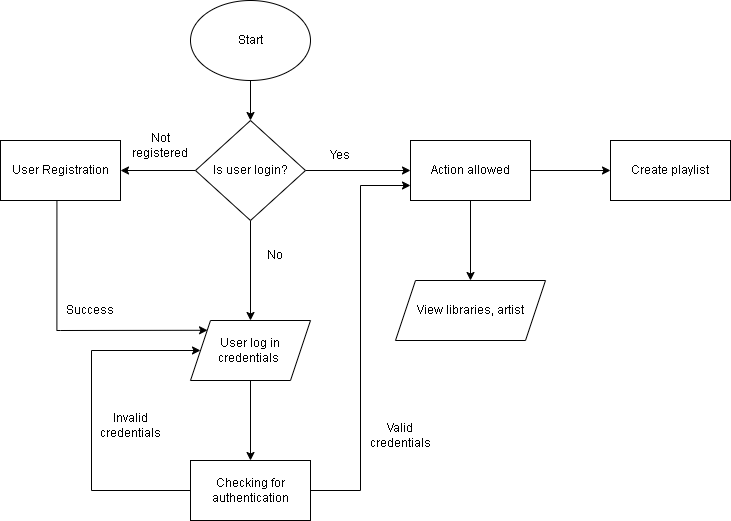 Start
Not
registered
User Registration
Is user login?
Yes
Action allowed
Create playlist
No
Success
View libraries, artist
User log in
credentials
Invalid
credentials
Valid
credentials
Checking for
authentication